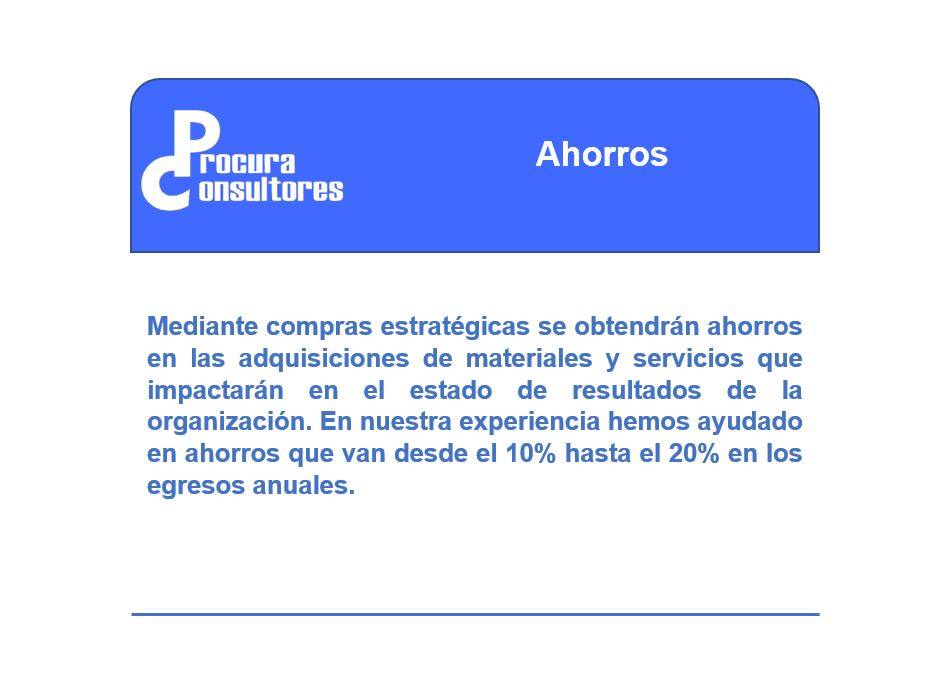 Procura
Consultores
Ahorros
Mediante compras estratégicas se obtendrán ahorros
en las adquisiciones de materiales y servicios que
impactarán en el estado de resultados de la
organización. En nuestra experiencia hemos ayudado
en ahorros que van desde el 10% hasta el 20% en los
egresos anuales.